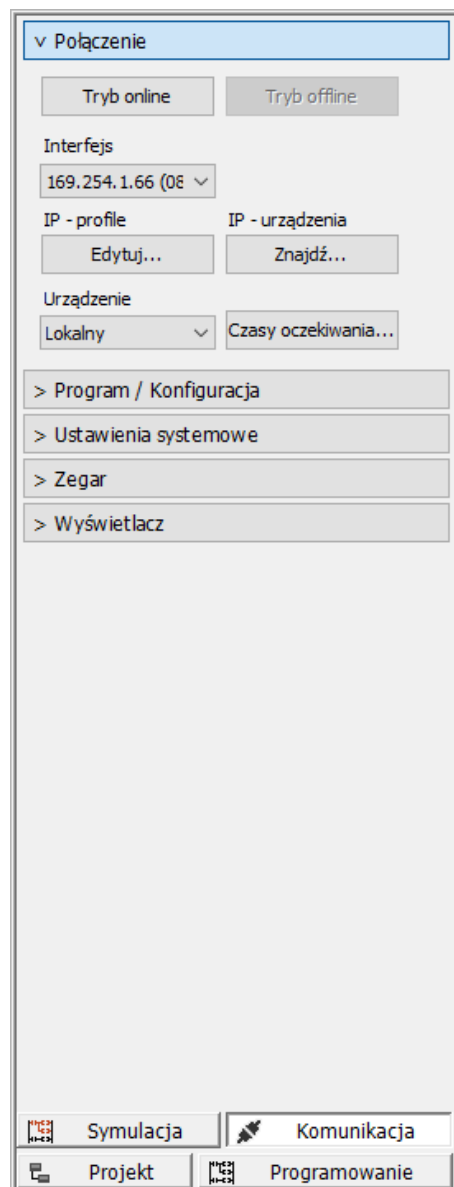 v Połączenie
Tryb online Tryb offline
Interfejs
169.254.1.66 (08
IP - profile IP - urządzenia
Edytuj... Znajdź...
Urządzenie
Lokalny Czasy oczekiwania...
> Program / Konfiguracja
> Ustawienia systemowe
> Zegar
> Wyświetlacz
Symulacja Komunikacja
Projekt Programowanie